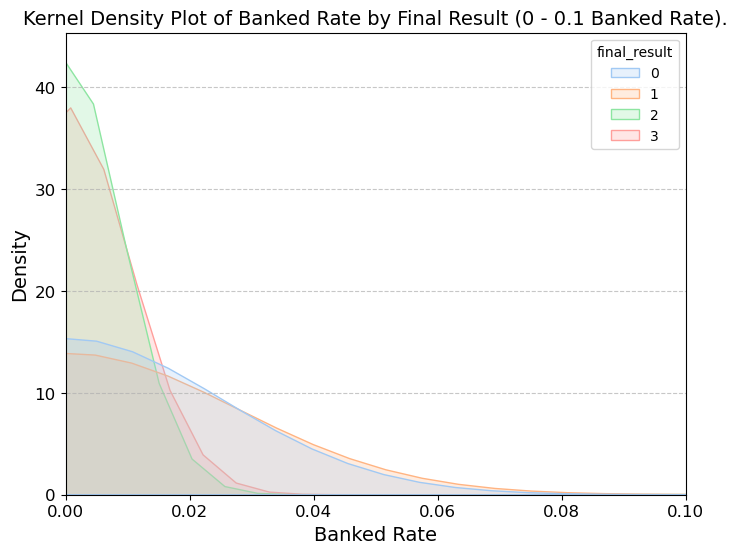 Kernel Density Plot of Banked Rate by Final Result (0 - 0.1 Banked Rate).
final_result
0
1
2
3
Density
40
30
20
10
0
0.00 0.02 0.04 0.06 0.08 0.10
Banked Rate